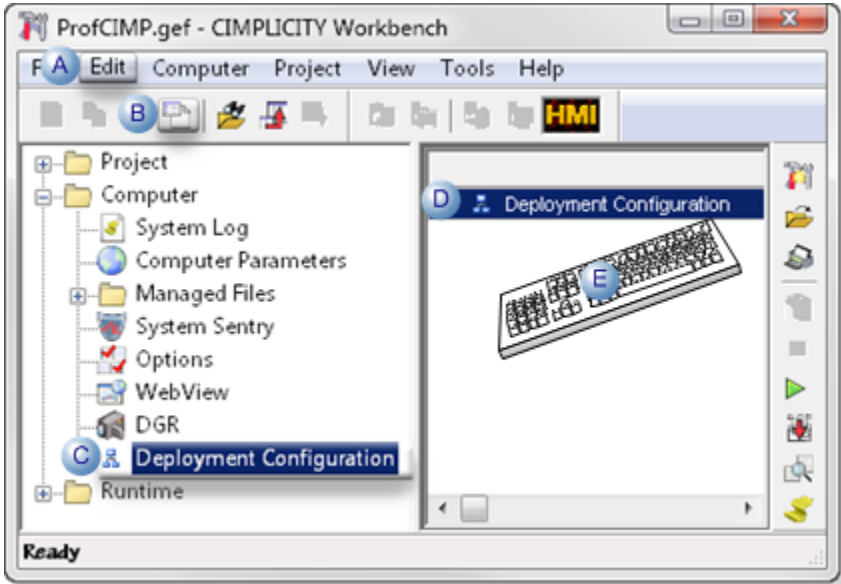 ProfCIMP.gef - CIMPLICITY Workbench
F A Edit Computer Project View Tools Help
B HMI
Project
Computer
System Log
Computer Parameters
Managed Files
System Sentry
Options
WebView
DGR
C Deployment Configuration
Runtime
D Deployment Configuration
E
Ready